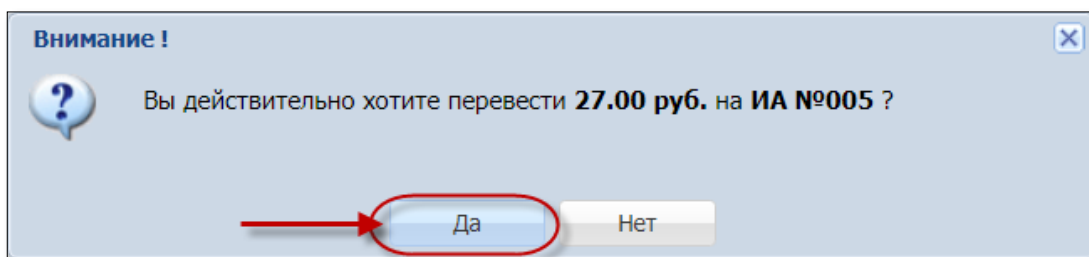 Внимание !
Вы действительно хотите перевести 27.00 руб. на ИА №005 ?
Да
Нет